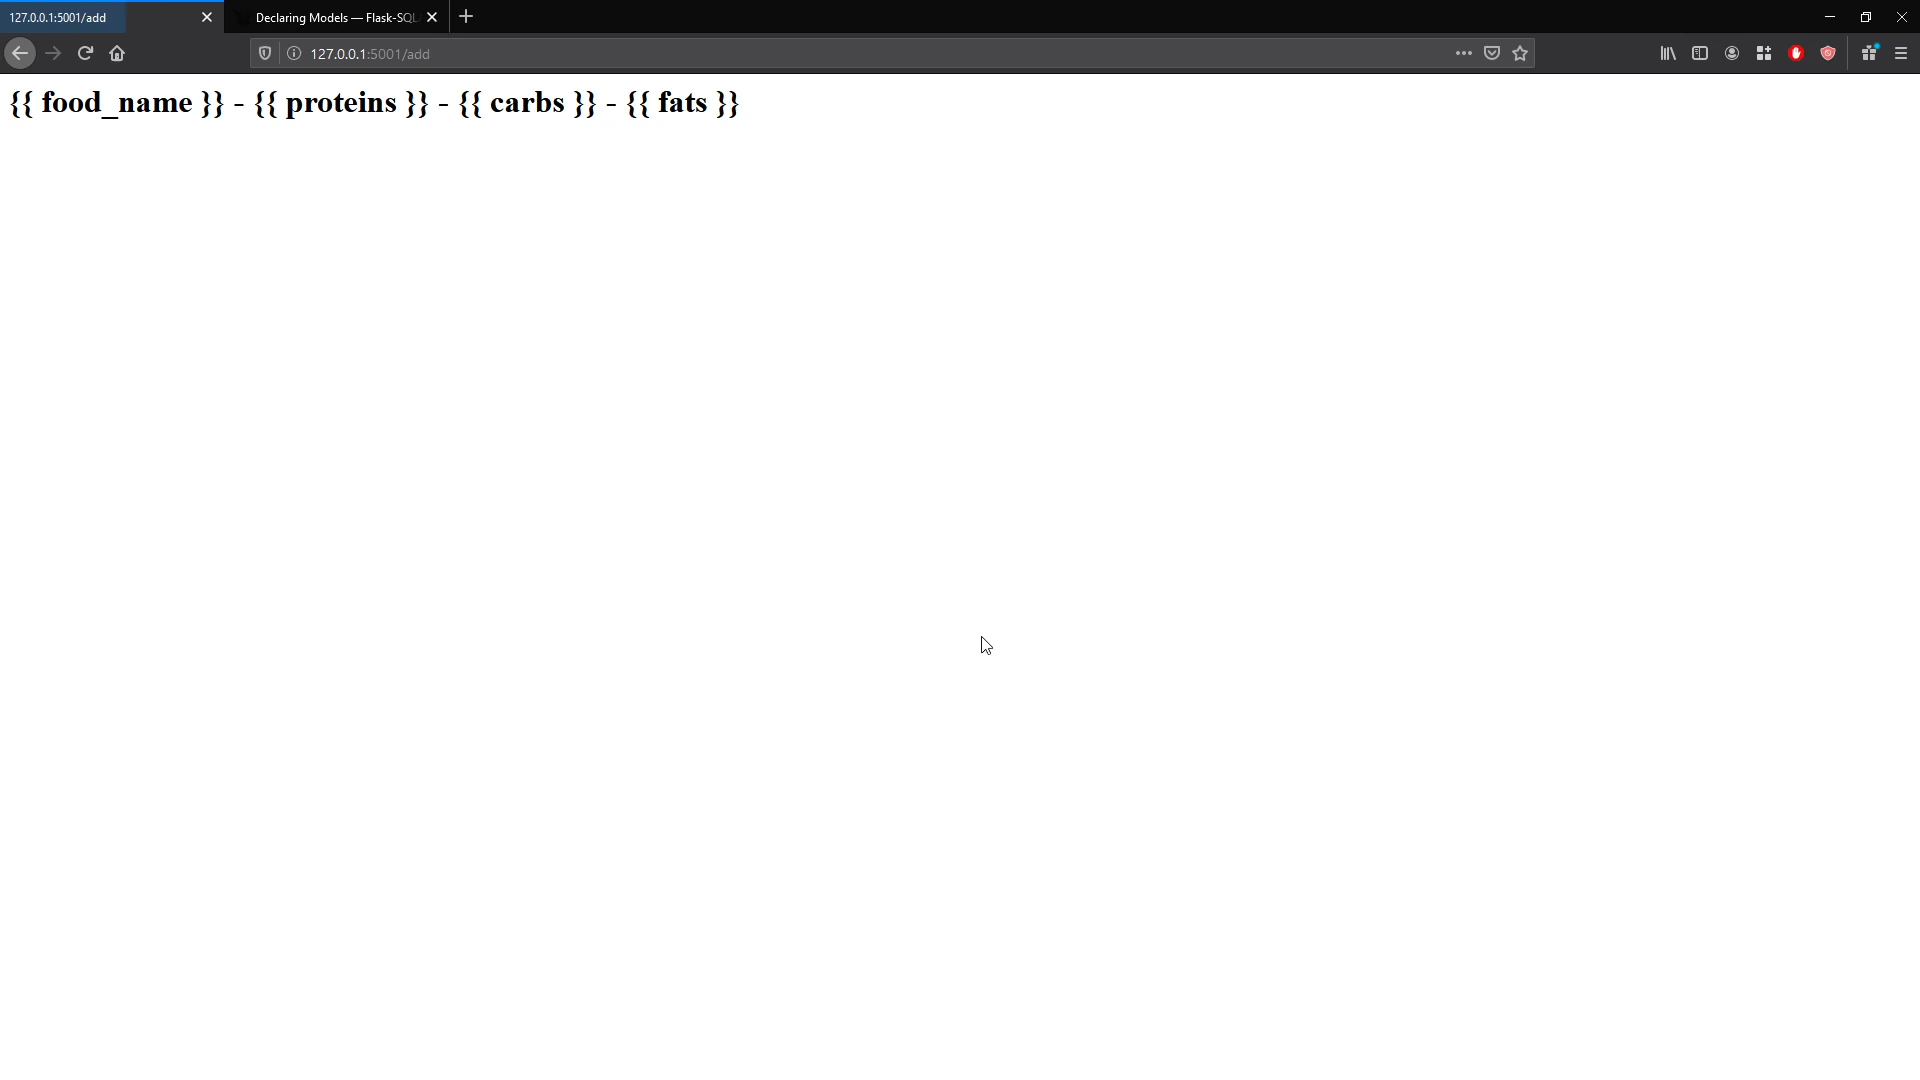 127.0.0.1:5001/add
Declaring Models — Flask-SQL
127.0.0.1:5001/add
{{ food_name }} - {{ proteins }} - {{ carbs }} - {{ fats }}